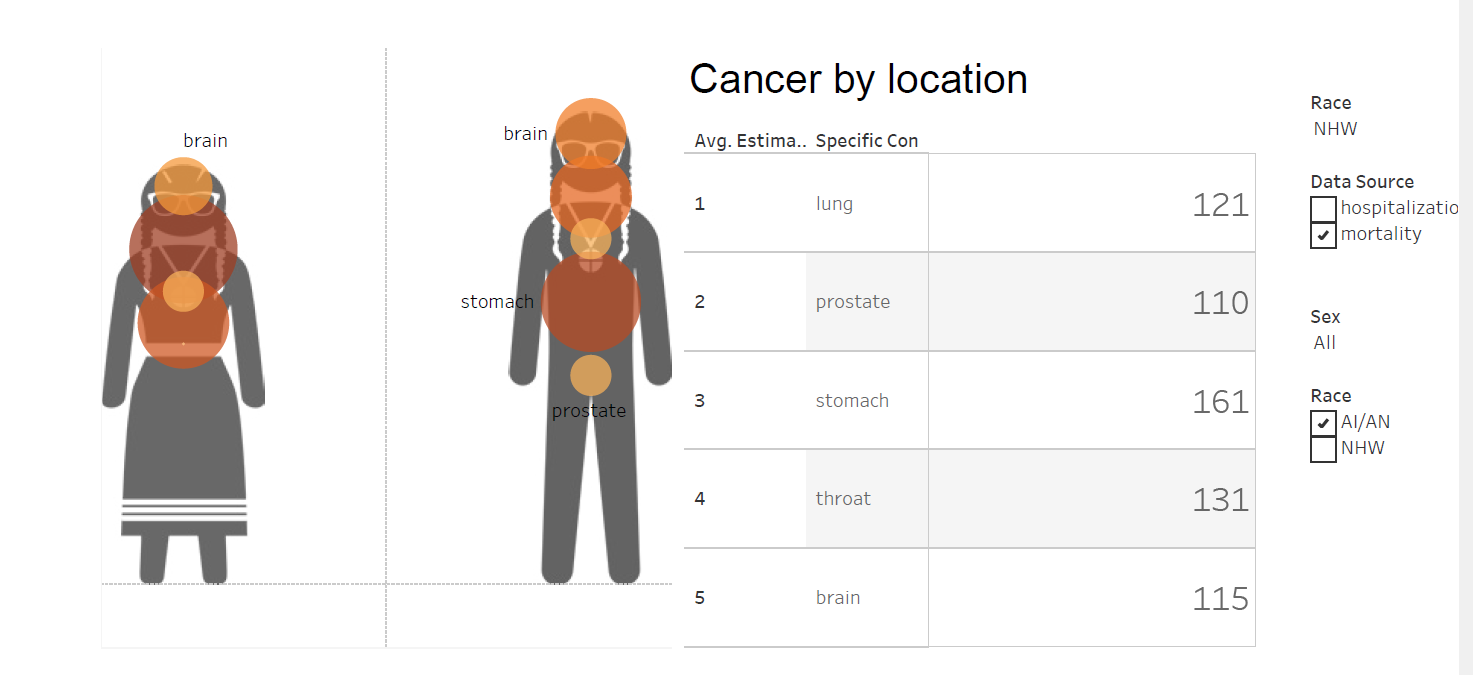 brain
brain
stomach
prostate
Cancer by location
Avg. Estima.. Specific Con
1 lung 121
2 prostate 110
3 stomach 161
4 throat 131
5 brain 115
Race
NHW
Data Source
hospitalizatio
mortality
Sex
All
Race
AI/AN
NHW